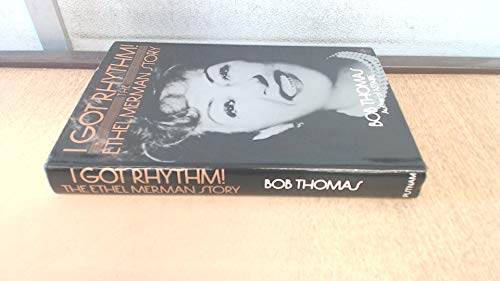 I GOT RHYTHM!
THE
ETHEL MERMAN STORY
BOB THOMAS
I GOT RHYTHM!
THE ETHEL MERMAN STORY
BOB THOMAS
PUTNAM